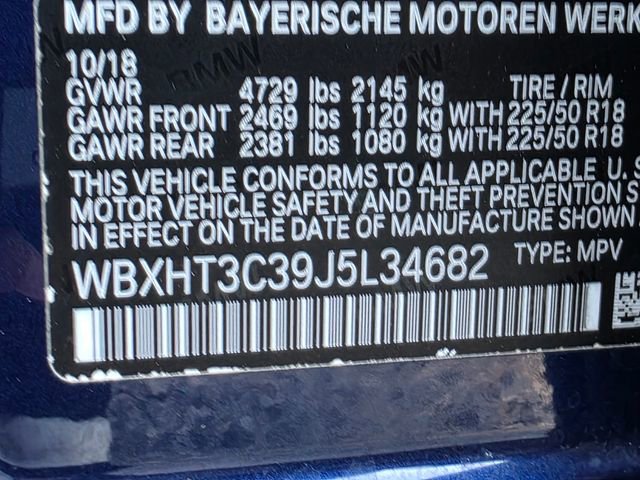 MFD BY BAYERISCHE MOTOREN WERK
10/18
GVWR 4729 lbs 2145 kg TIRE / RIM
GAWR FRONT 2469 lbs 1120 kg WITH 225/50 R18
GAWR REAR 2381 lbs 1080 kg WITH 225/50 R18
THIS VEHICLE CONFORMS TO ALL APPLICABLE U. S
MOTOR VEHICLE SAFETY AND THEFT PREVENTION S
EFFECT ON THE DATE OF MANUFACTURE SHOWN
WBXHT3C39J5L34682 TYPE: MPV